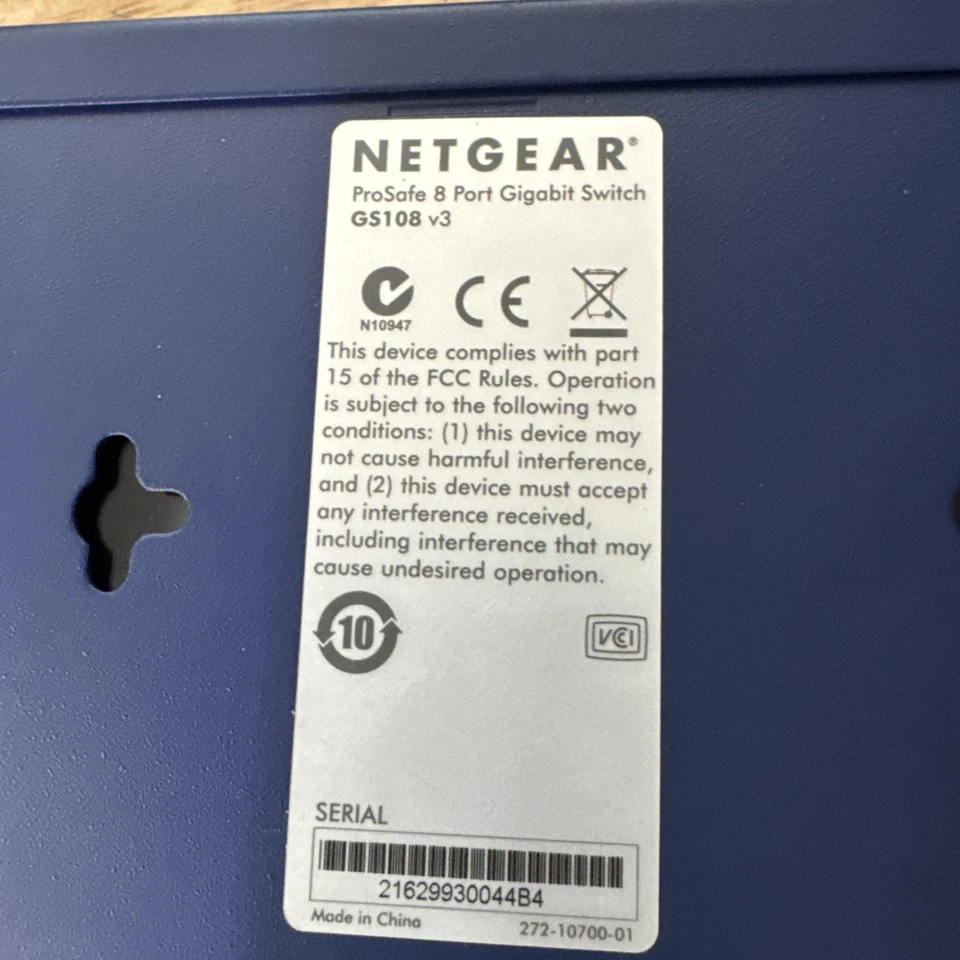 NETGEAR®
ProSafe 8 Port Gigabit Switch
GS108 v3
N10947
CE
This device complies with part
15 of the FCC Rules. Operation
is subject to the following two
conditions: (1) this device may
not cause harmful interference,
and (2) this device must accept
any interference received,
including interference that may
cause undesired operation.
10
VCI
SERIAL
21629930044B4
Made in China
272-10700-01